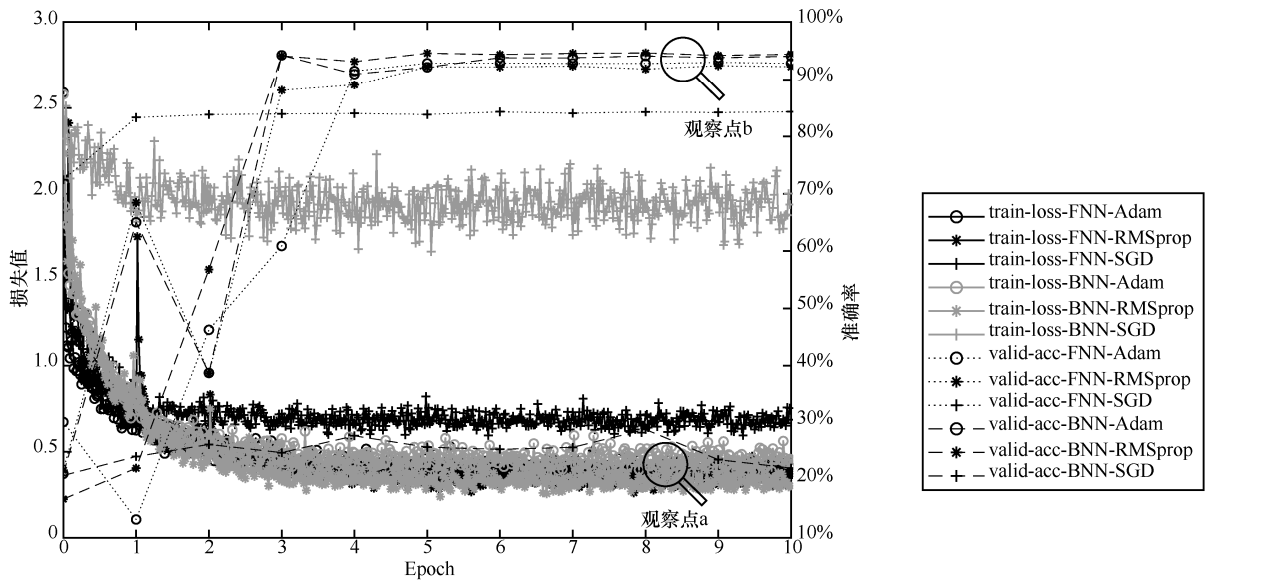 3.0
2.5
2.0
1.5
1.0
0.5
0
损失值
100%
90%
80%
70%
60%
50%
40%
30%
20%
10%
准确率
观察点b
观察点a
0 1 2 3 4 5 6 7 8 9 10
Epoch
train-loss-FNN-Adam
train-loss-FNN-RMSprop
train-loss-FNN-SGD
train-loss-BNN-Adam
train-loss-BNN-RMSprop
train-loss-BNN-SGD
valid-acc-FNN-Adam
valid-acc-FNN-RMSprop
valid-acc-FNN-SGD
valid-acc-BNN-Adam
valid-acc-BNN-RMSprop
valid-acc-BNN-SGD